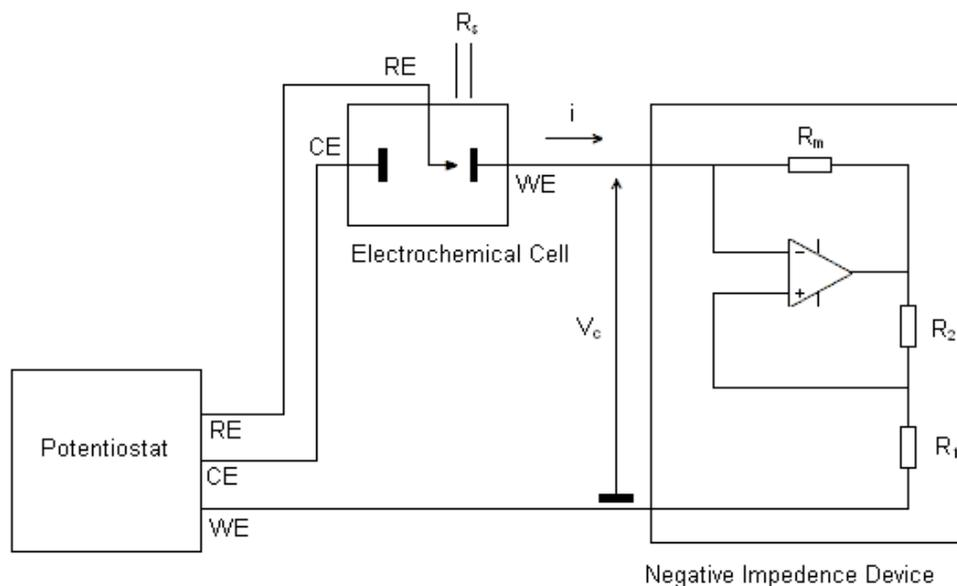 Rs
RE
CE
i
Rm
WE
Electrochemical Cell
-
+
R2
Vc
Potentiostat
RE
CE
WE
R1
Negative Impedence Device